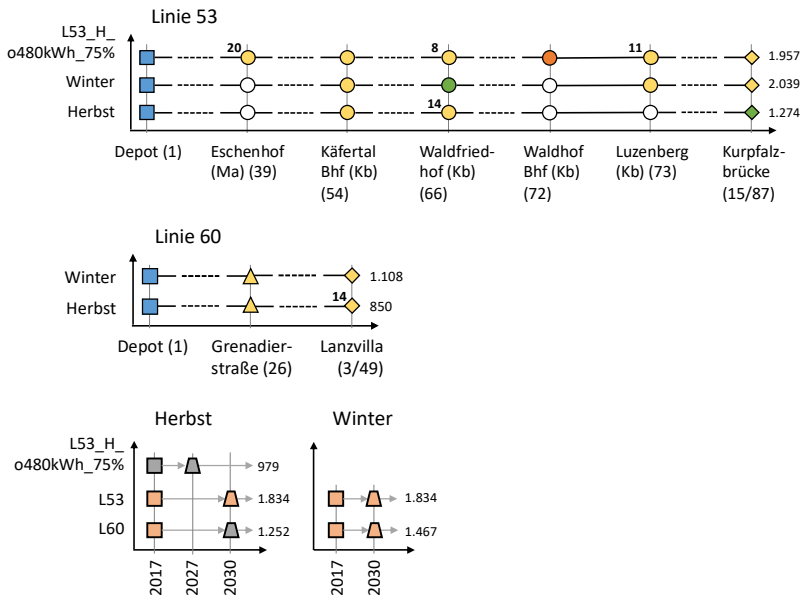 Linie 53
L53_H_
o480kWh_75%
20
8
11
1.957
Winter
2.039
Herbst
14
1.274
Depot (1)
Eschenhof
(Ma) (39)
Käfertal
Bhf (Kb)
(54)
Waldfried-
hof (Kb)
(66)
Waldhof
Bhf (Kb)
(72)
Luzenberg
(Kb) (73)
Kurpfalz-
brücke
(15/87)
Linie 60
Winter
1.108
Herbst
14
850
Depot (1)
Grenadier-
straße (26)
Lanzvilla
(3/49)
Herbst
Winter
L53_H_
o480kWh_75%
979
L53
1.834
1.834
L60
1.252
1.467
2017
2027
2030
2017
2030